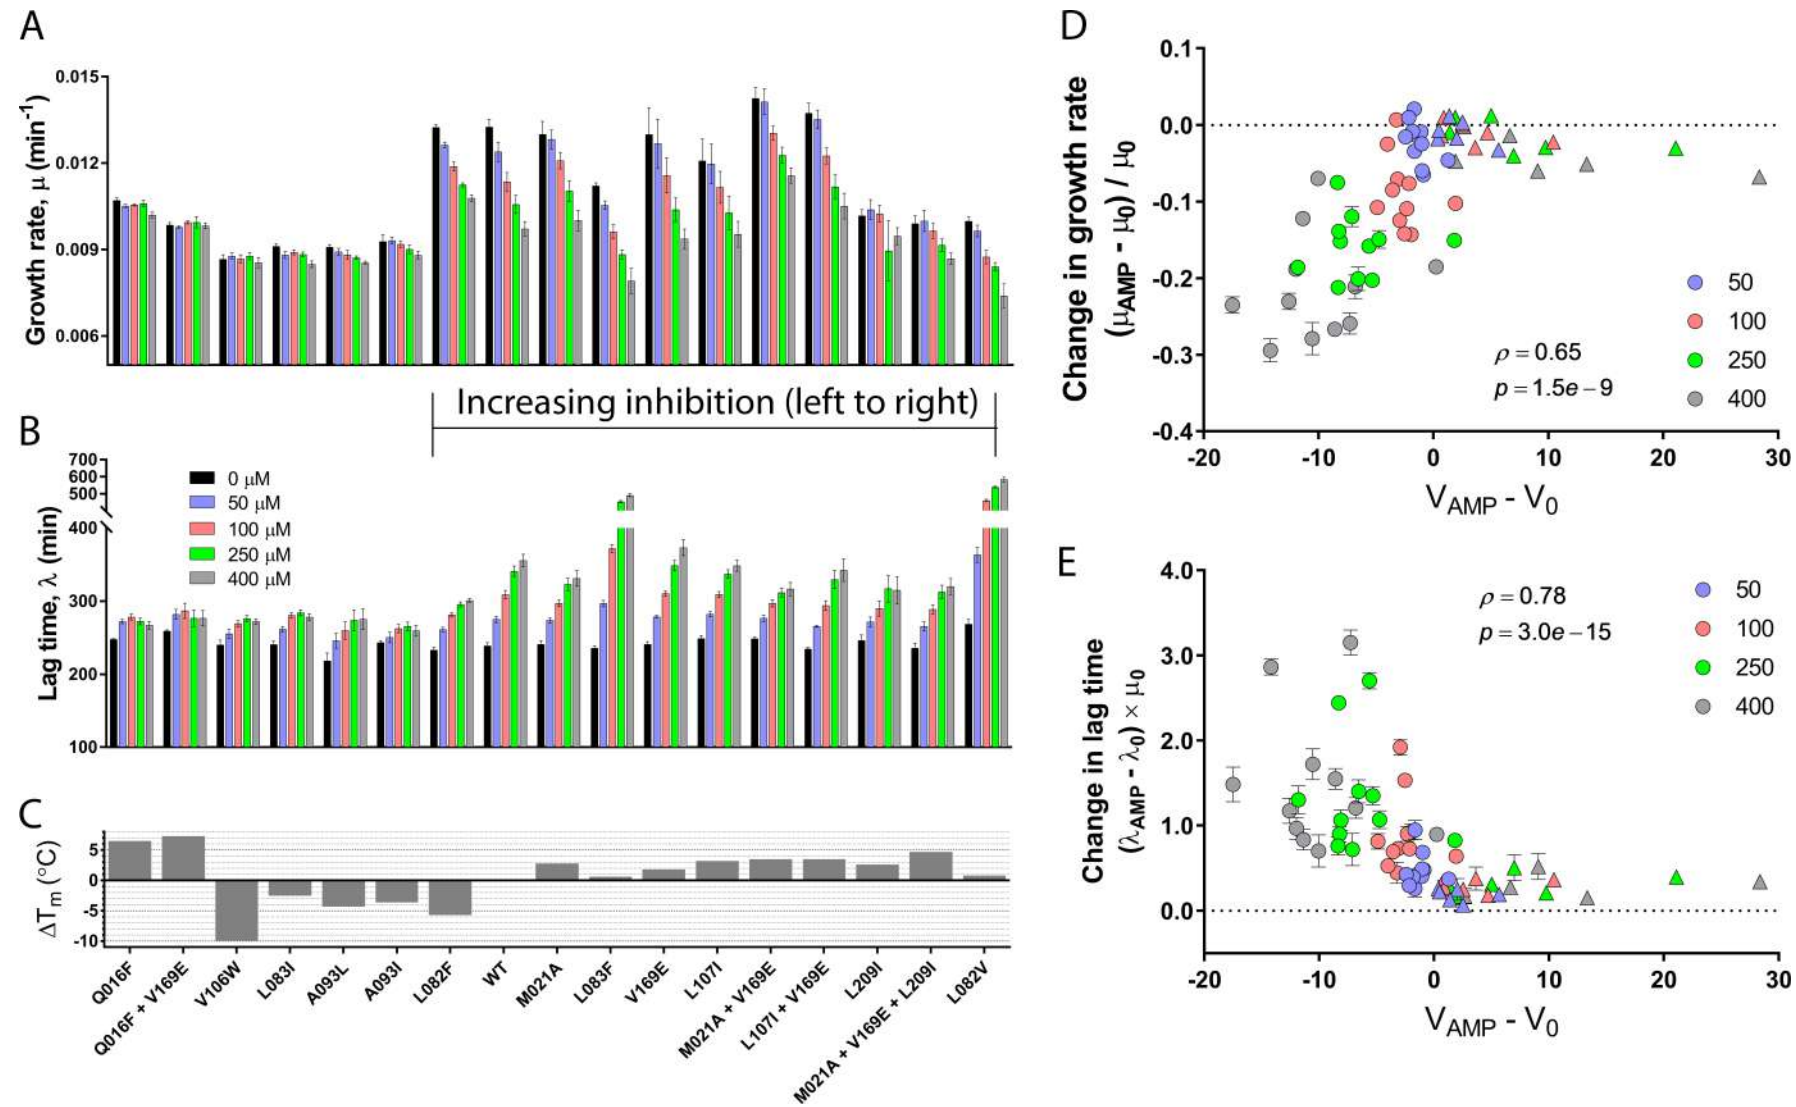 A
0.015
0.012
0.009
0.006
Growth rate, μ (min-1)
Increasing inhibition (left to right)
B
700
600
500
400
300
200
100
Lag time, λ (min)
0 μM
50 μM
100 μM
250 μM
400 μM
C
5
0
-5
-10
ΔTm (°C)
Q016F
Q016F + V169E
V106W
L083I
A093L
A093I
L082F
WT
M021A
L083F
V169E
L107I
M021A + V169E
L107I + V169E
L209I
M021A + V169E + L209I
L022V
D
0.1
0.0
-0.1
-0.2
-0.3
-0.4
Change in growth rate
(μAMP - μ0) / μ0
50
100
250
400
ρ = 0.65
p = 1.5e – 9
-20
-10
0
10
20
30
VAMP - V0
E
4.0
3.0
2.0
1.0
0.0
Change in lag time
(λAMP - λ0) × μ0
ρ = 0.78
p = 3.0e – 15
50
100
250
400
-20
-10
0
10
20
30
VAMP - V0